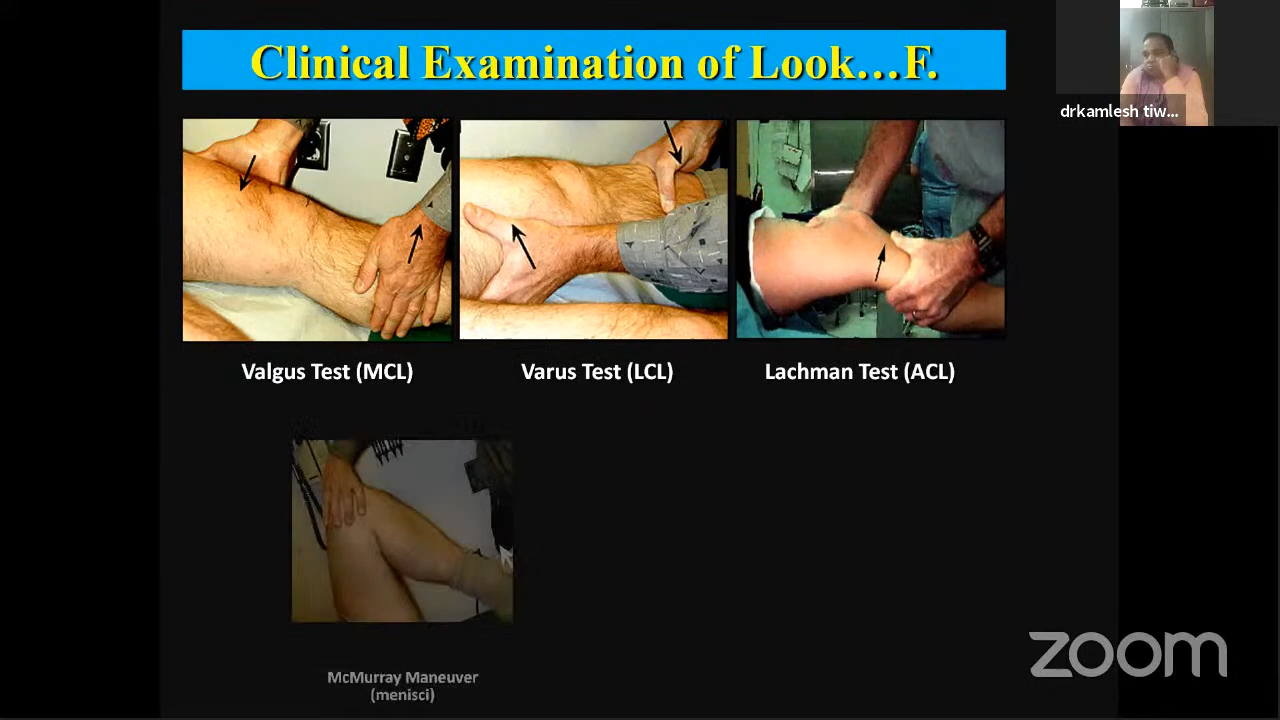 Clinical Examination of Look...F.
drkamlesh tiw...
Valgus Test (MCL)
Varus Test (LCL)
Lachman Test (ACL)
McMurray Maneuver
(menisci)
zoom